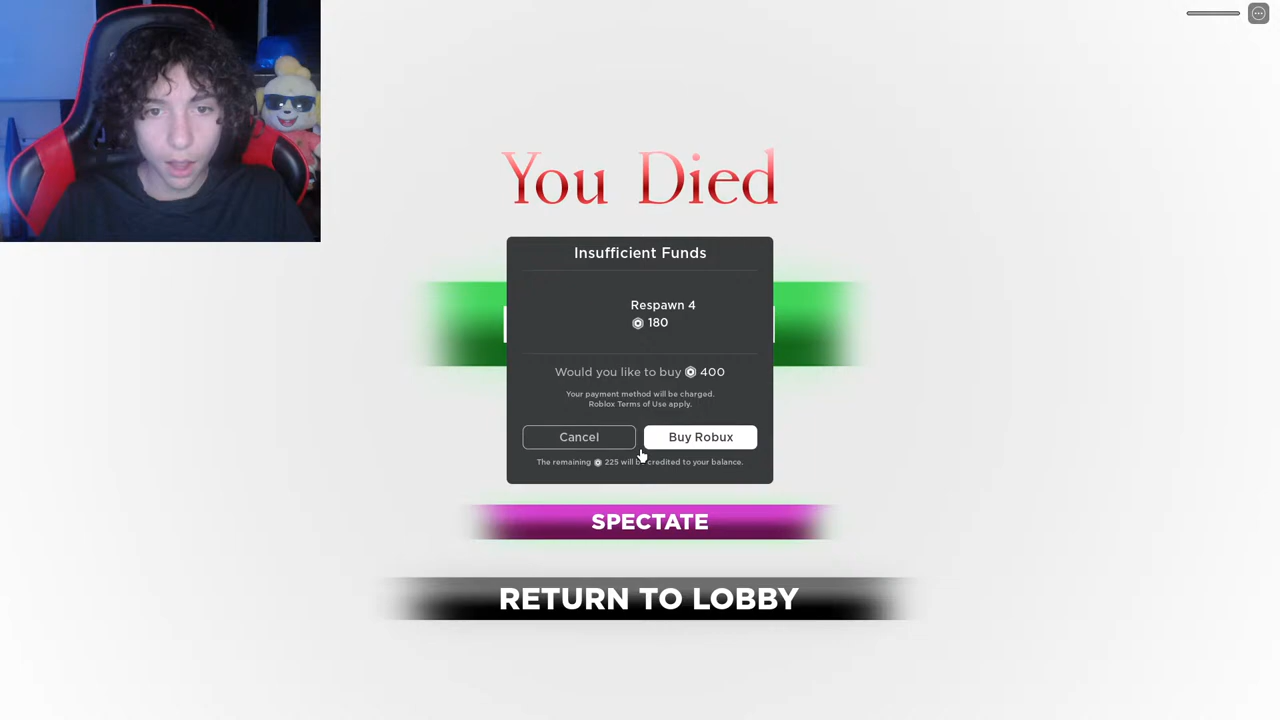 You Died
Insufficient Funds
Respawn 4
180
Would you like to buy 400
Your payment method will be charged.
Roblox Terms of Use apply.
Cancel
Buy Robux
The remaining 225 will be credited to your balance.
SPECTATE
RETURN TO LOBBY